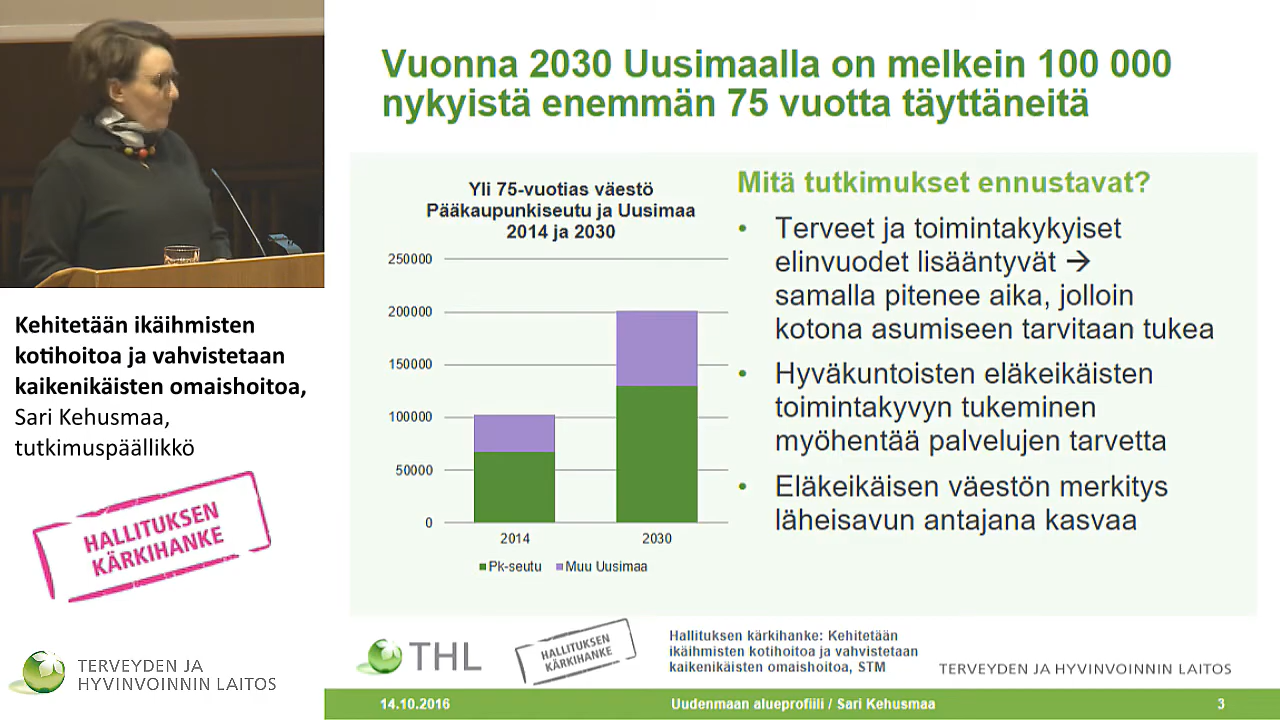 Vuonna 2030 Uusimaalla on melkein 100 000
nykyistä enemmän 75 vuotta täyttäneitä
Yli 75-vuotias väestö
Pääkaupunkiseutu ja Uusimaa
2014 ja 2030
250000
200000
150000
100000
50000
0
2014
2030
Pk-seutu
Muu Uusimaa
Mitä tutkimukset ennustavat?
• Terveet ja toimintakykyiset
elinvuodet lisääntyvät →
samalla pitenee aika, jolloin
kotona asumiseen tarvitaan tukea
• Hyväkuntoisten eläkeikäisten
toimintakyvyn tukeminen
myöhentää palvelujen tarvetta
• Eläkeikäisen väestön merkitys
läheisavun antajana kasvaa
Kehitetään ikäihmisten
kotihoitoa ja vahvistetaan
kaikenikäisten omaishoitoa,
Sari Kehusmaa,
tutkimuspäällikkö
HALLITUKSEN
KÄRKIHANKE
TERVEYDEN JA
HYVINVOINNIN LAITOS
THL
HALLITUKSEN
KÄRKIHANKE
Hallituksen kärkihanke: Kehitetään
ikäihmisten kotihoitoa ja vahvistetaan
kaikenikäisten omaishoitoa, STM
TERVEYDEN JA HYVINVOINNIN LAITOS
14.10.2016
Uudenmaan alueprofiili / Sari Kehusmaa
3